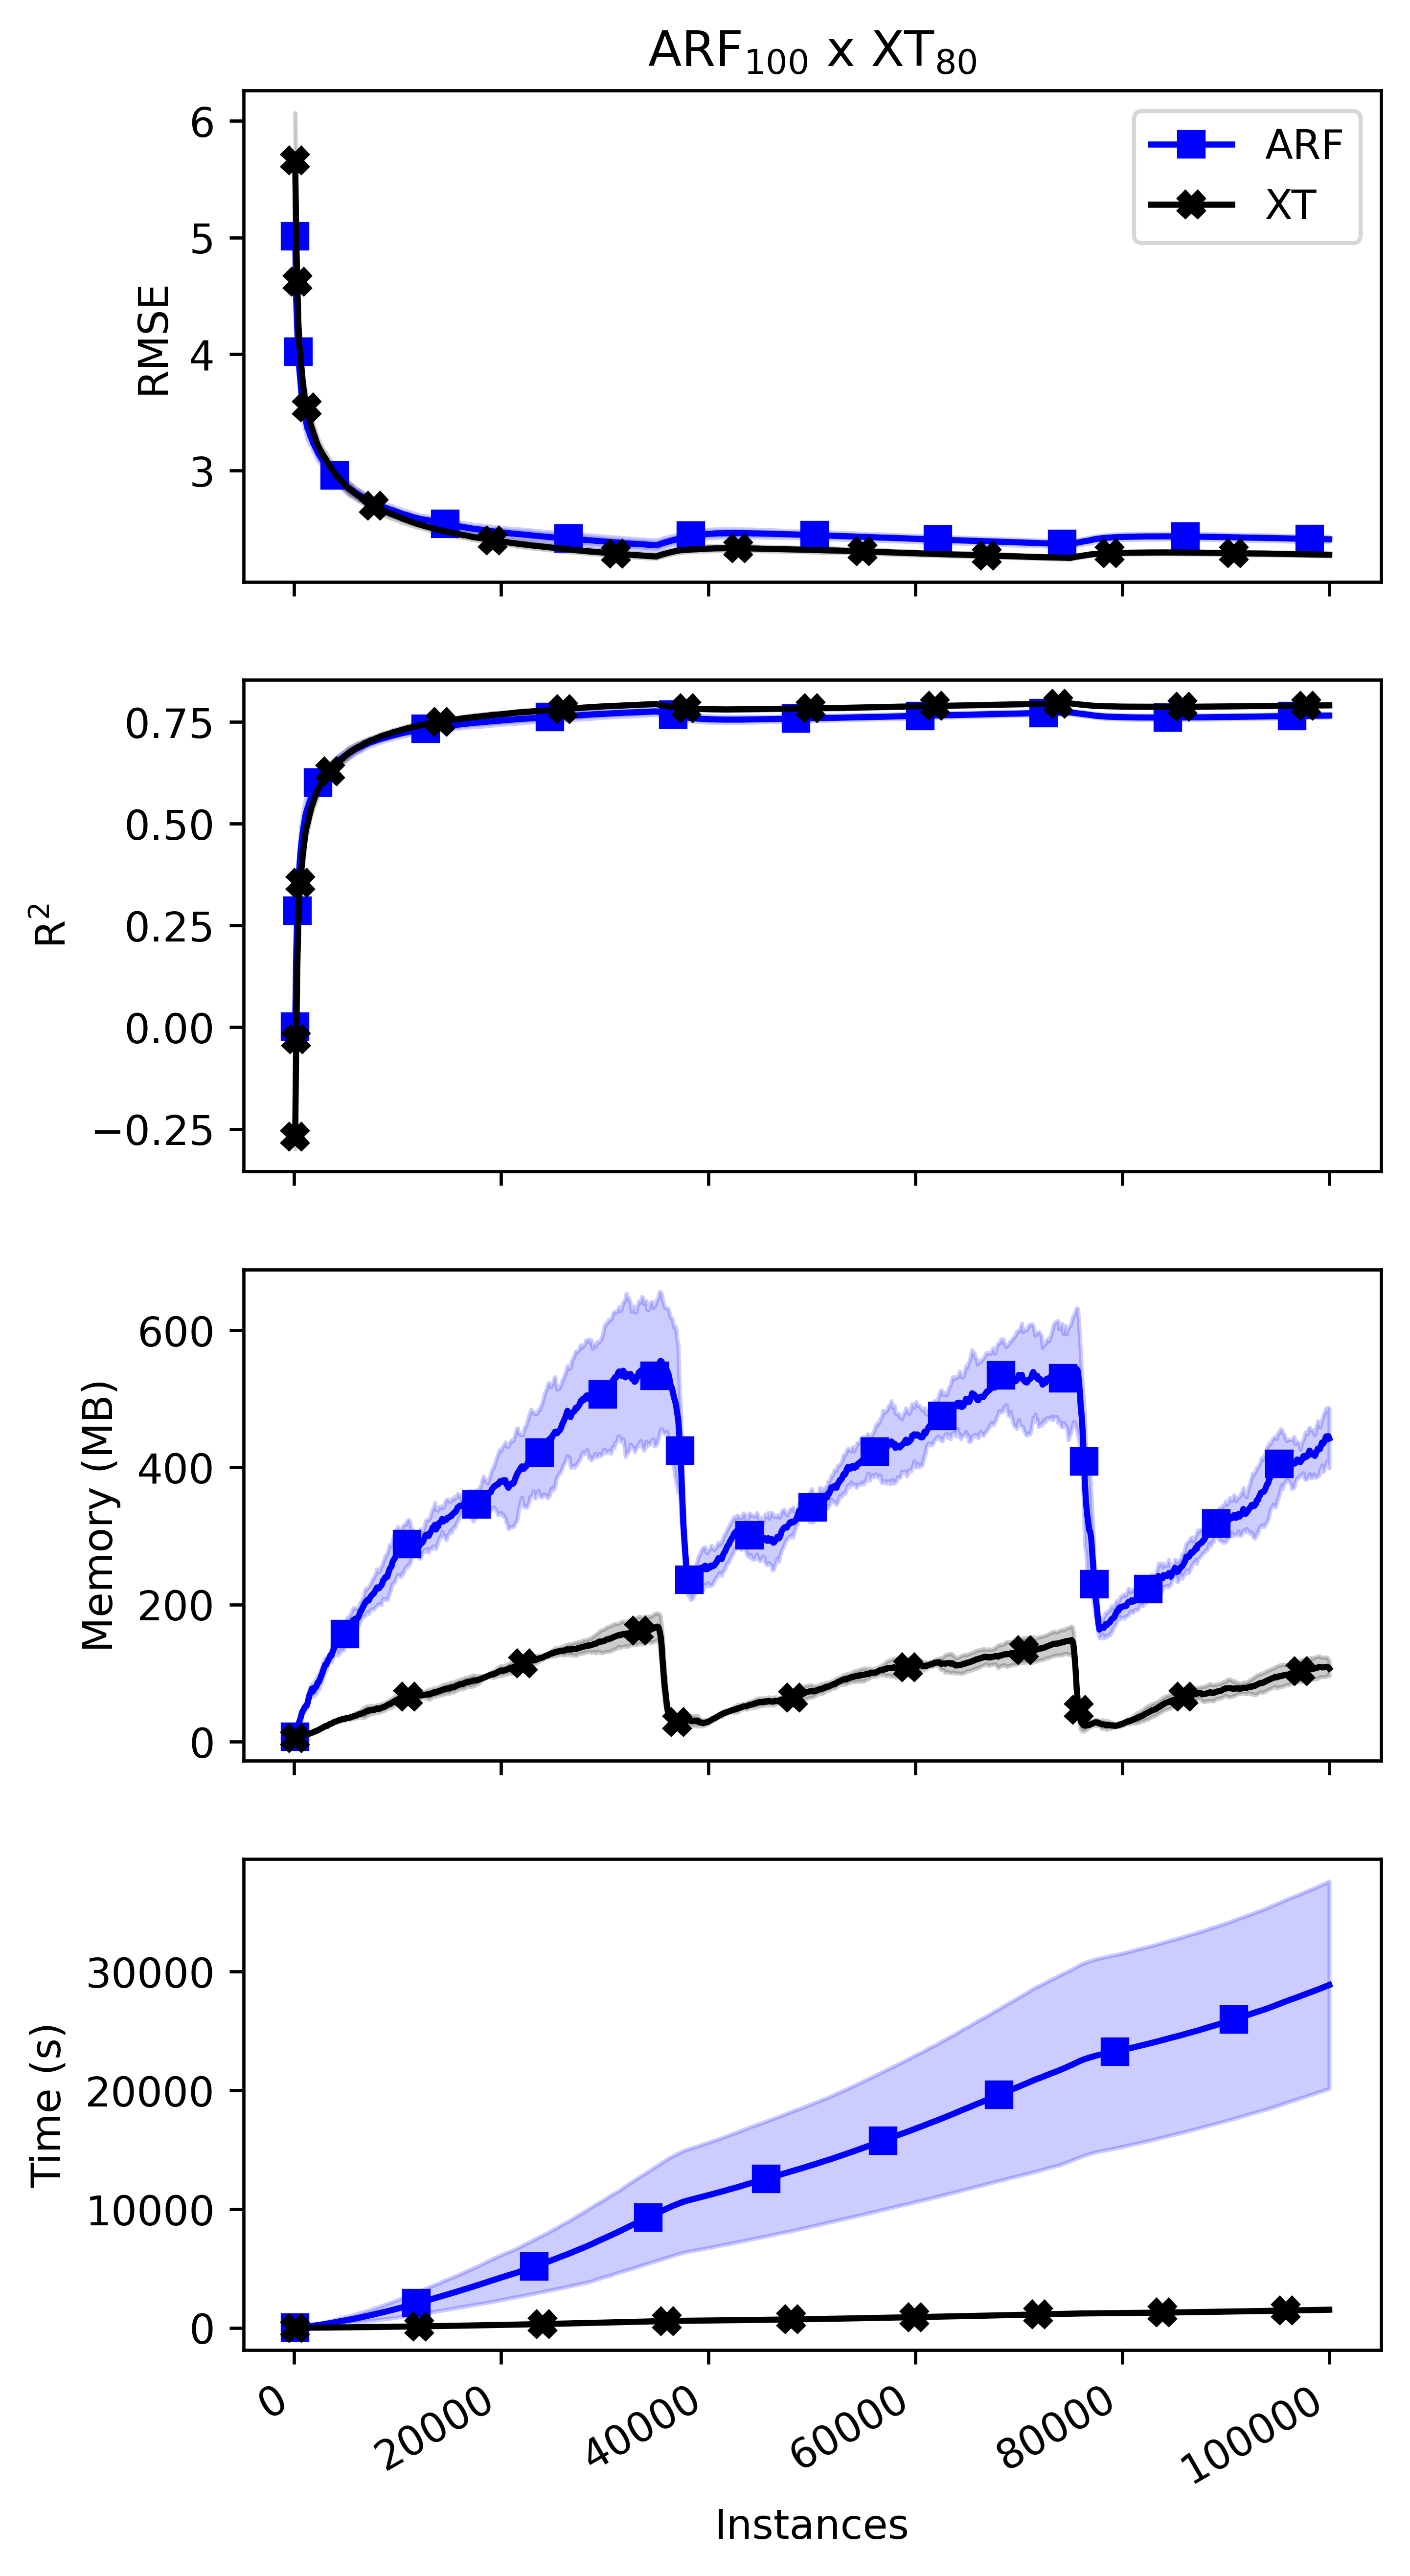 ARF₁₀₀ x XT₈₀
6
5
4
3
RMSE
ARF
XT
0.75
0.50
0.25
0.00
−0.25
R²
600
400
200
0
Memory (MB)
30000
20000
10000
0
Time (s)
0
20000
40000
60000
80000
100000
Instances